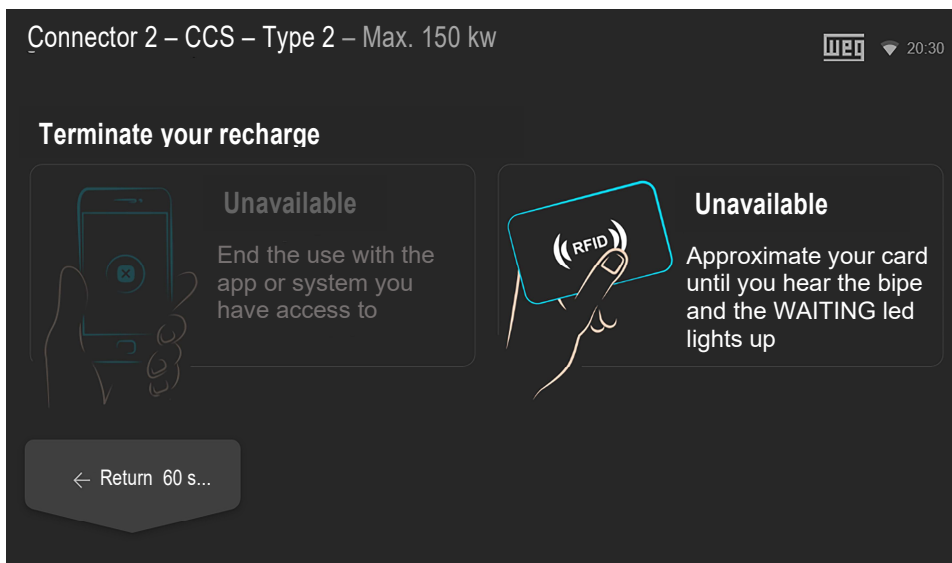 Connector 2 – CCS – Type 2 – Max. 150 kw
WEG
20:30
Terminate your recharge
Unavailable
End the use with the
app or system you
have access to
RFID
Unavailable
Approximate your card
until you hear the bipe
and the WAITING led
lights up
← Return 60 s...